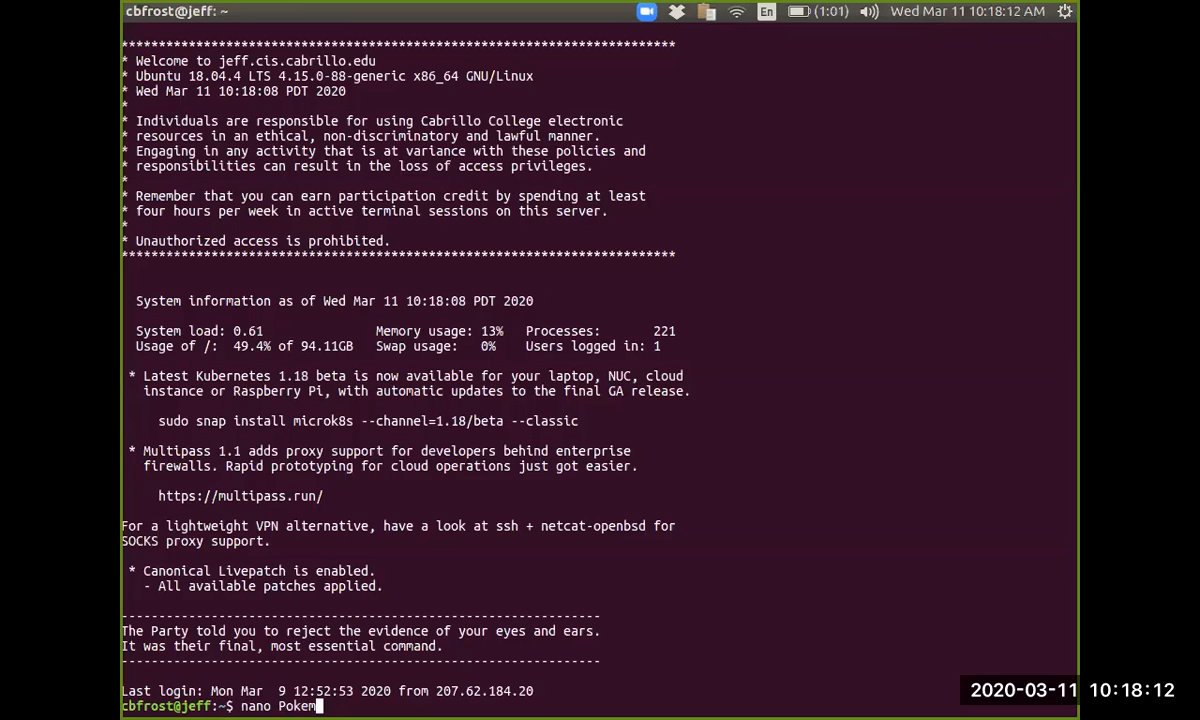 cbfrost@jeff: ~
En (1:01) Wed Mar 11 10:18:12 AM
**************************************************************************
* Welcome to jeff.cis.cabrillo.edu
* Ubuntu 18.04.4 LTS 4.15.0-88-generic x86_64 GNU/Linux
* Wed Mar 11 10:18:08 PDT 2020
*
* Individuals are responsible for using Cabrillo College electronic
* resources in an ethical, non-discriminatory and lawful manner.
* Engaging in any activity that is at variance with these policies and
* responsibilities can result in the loss of access privileges.
*
* Remember that you can earn participation credit by spending at least
* four hours per week in active terminal sessions on this server.
*
* Unauthorized access is prohibited.
**************************************************************************
System information as of Wed Mar 11 10:18:08 PDT 2020
System load: 0.61 Memory usage: 13% Processes: 221
Usage of /: 49.4% of 94.11GB Swap usage: 0% Users logged in: 1
* Latest Kubernetes 1.18 beta is now available for your laptop, NUC, cloud
instance or Raspberry Pi, with automatic updates to the final GA release.
sudo snap install microk8s --channel=1.18/beta --classic
* Multipass 1.1 adds proxy support for developers behind enterprise
firewalls. Rapid prototyping for cloud operations just got easier.
https://multipass.run/
For a lightweight VPN alternative, have a look at ssh + netcat-openbsd for
SOCKS proxy support.
* Canonical Livepatch is enabled.
- All available patches applied.
----------------------------------------------------------------
The Party told you to reject the evidence of your eyes and ears.
It was their final, most essential command.
----------------------------------------------------------------
Last login: Mon Mar  9 12:52:53 2020 from 207.62.184.20
cbfrost@jeff:~$ nano Pokem
2020-03-11 10:18:12